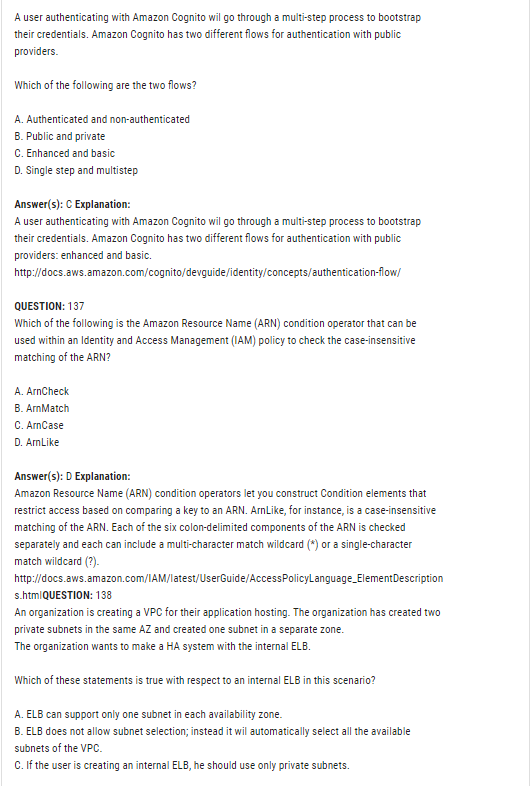 A user authenticating with Amazon Cognito wil go through a multi-step process to bootstrap
their credentials. Amazon Cognito has two different flows for authentication with public
providers.
Which of the following are the two flows?
A. Authenticated and non-authenticated
B. Public and private
C. Enhanced and basic
D. Single step and multistep
Answer(s): C Explanation:
A user authenticating with Amazon Cognito wil go through a multi-step process to bootstrap
their credentials. Amazon Cognito has two different flows for authentication with public
providers: enhanced and basic.
http://docs.aws.amazon.com/cognito/devguide/identity/concepts/authentication-flow/
QUESTION: 137
Which of the following is the Amazon Resource Name (ARN) condition operator that can be
used within an Identity and Access Management (IAM) policy to check the case-insensitive
matching of the ARN?
A. ArnCheck
B. ArnMatch
C. ArnCase
D. ArnLike
Answer(s): D Explanation:
Amazon Resource Name (ARN) condition operators let you construct Condition elements that
restrict access based on comparing a key to an ARN. ArnLike, for instance, is a case-insensitive
matching of the ARN. Each of the six colon-delimited components of the ARN is checked
separately and each can include a multi-character match wildcard (*) or a single-character
match wildcard (?).
http://docs.aws.amazon.com/IAM/latest/UserGuide/AccessPolicyLanguage_ElementDescription
s.htmlQUESTION: 138
An organization is creating a VPC for their application hosting. The organization has created two
private subnets in the same AZ and created one subnet in a separate zone.
The organization wants to make a HA system with the internal ELB.
Which of these statements is true with respect to an internal ELB in this scenario?
A. ELB can support only one subnet in each availability zone.
B. ELB does not allow subnet selection; instead it wil automatically select all the available
subnets of the VPC.
C. If the user is creating an internal ELB, he should use only private subnets.